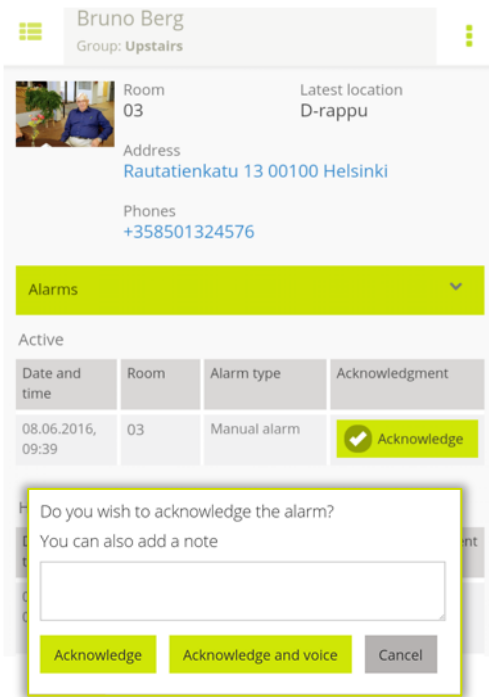 Bruno Berg
Group: Upstairs
Room
03
Latest location
D-rappu
Address
Rautatienkatu 13 00100 Helsinki
Phones
+358501324576
Alarms
Active
Date and time
Room
Alarm type
Acknowledgment
08.06.2016, 09:39
03
Manual alarm
Acknowledge
Do you wish to acknowledge the alarm?
You can also add a note
Acknowledge
Acknowledge and voice
Cancel